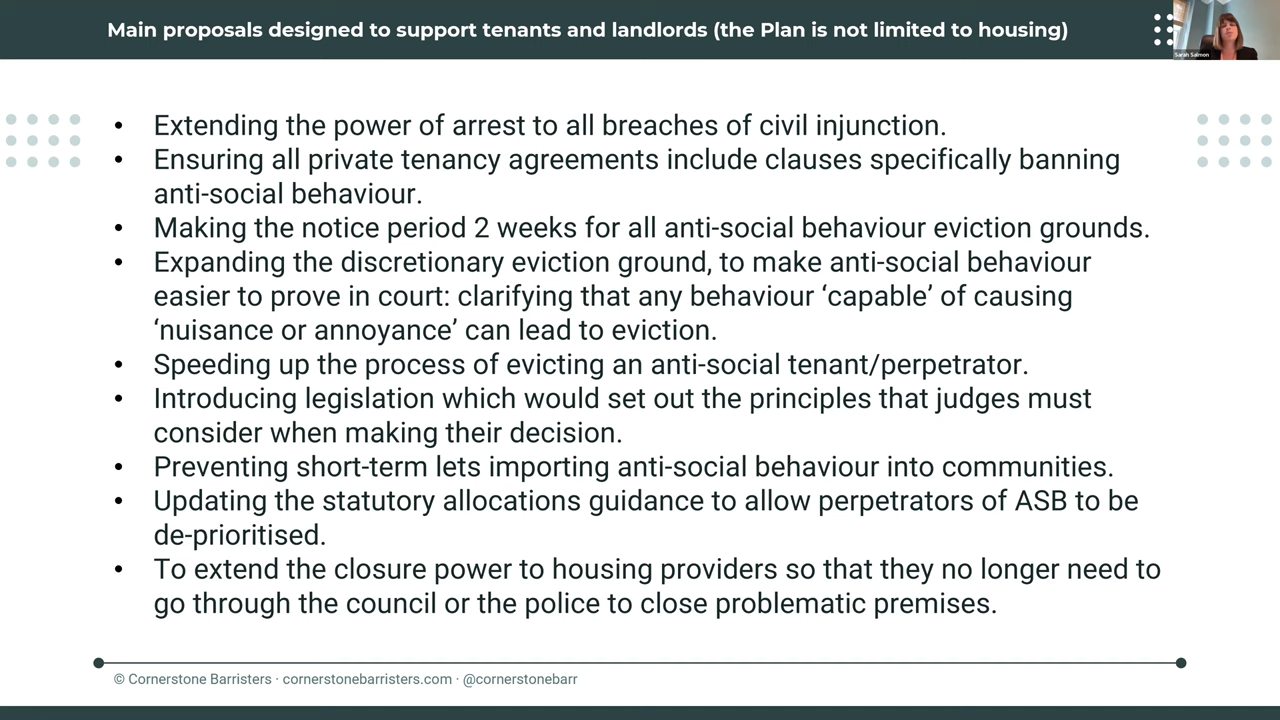 Main proposals designed to support tenants and landlords (the Plan is not limited to housing)
Sarah Salmon
• Extending the power of arrest to all breaches of civil injunction.
• Ensuring all private tenancy agreements include clauses specifically banning
anti-social behaviour.
• Making the notice period 2 weeks for all anti-social behaviour eviction grounds.
• Expanding the discretionary eviction ground, to make anti-social behaviour
easier to prove in court: clarifying that any behaviour ‘capable’ of causing
‘nuisance or annoyance’ can lead to eviction.
• Speeding up the process of evicting an anti-social tenant/perpetrator.
• Introducing legislation which would set out the principles that judges must
consider when making their decision.
• Preventing short-term lets importing anti-social behaviour into communities.
• Updating the statutory allocations guidance to allow perpetrators of ASB to be
de-prioritised.
• To extend the closure power to housing providers so that they no longer need to
go through the council or the police to close problematic premises.
© Cornerstone Barristers · cornerstonebarristers.com · @cornerstonebarr